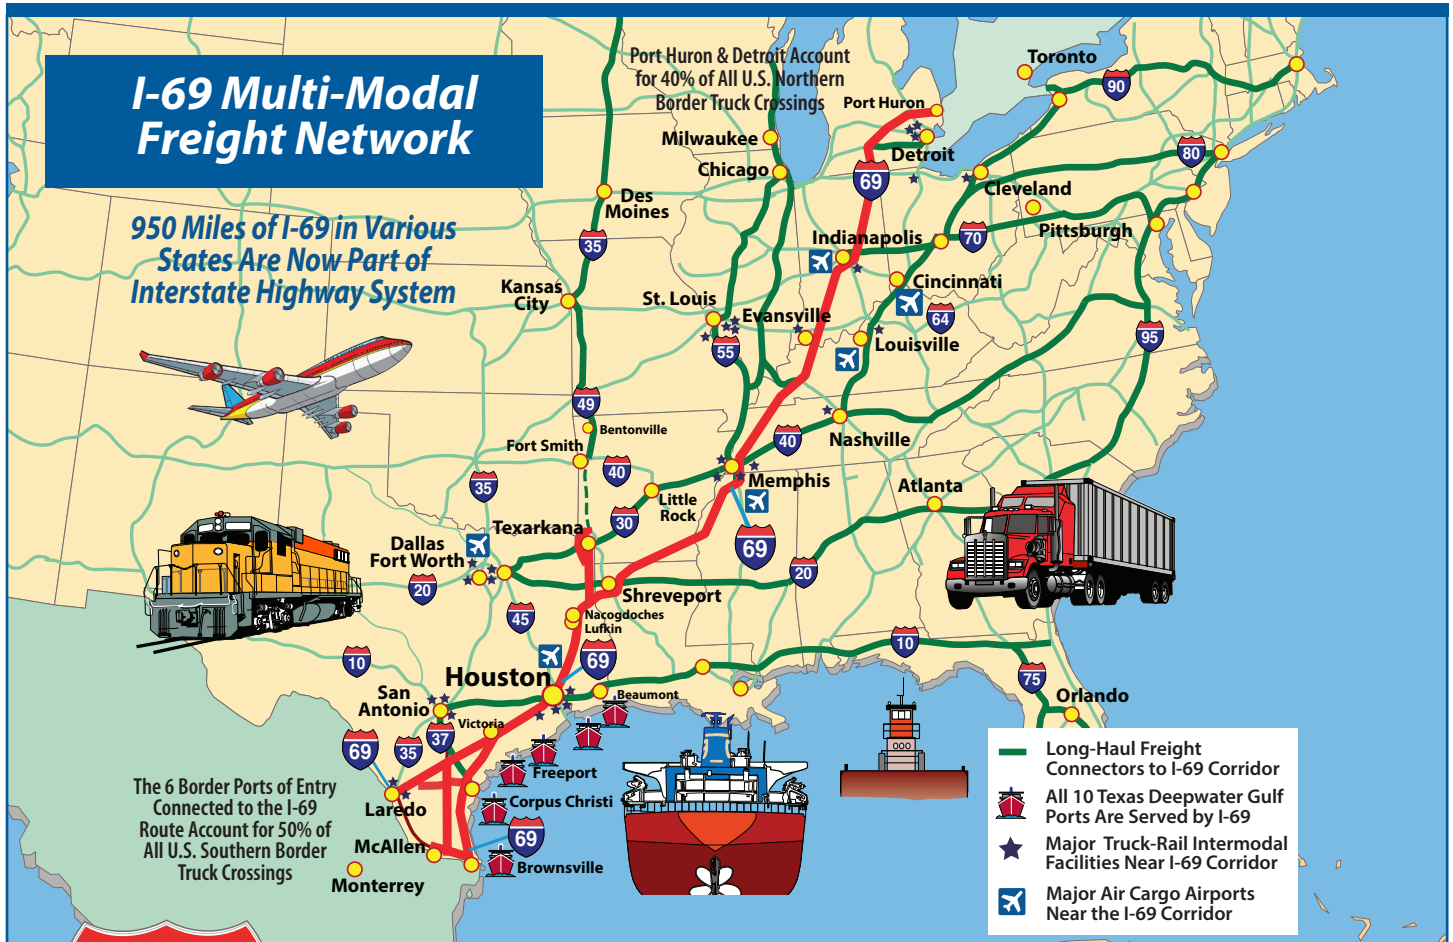 I-69 Multi-Modal
Freight Network
950 Miles of I-69 in Various
States Are Now Part of
Interstate Highway System
Port Huron & Detroit Account
for 40% of All U.S. Northern
Border Truck Crossings
Toronto
90
Port Huron
Milwaukee
Detroit
80
Chicago
69
Cleveland
Des
Moines
35
Indianapolis
70
Pittsburgh
Kansas
City
St. Louis
Cincinnati
Evansville
64
55
Louisville
95
49
Bentonville
Fort Smith
40
40
Nashville
35
Memphis
Atlanta
Little
Rock
30
Texarkana
69
Dallas
Fort Worth
20
20
Shreveport
45
Nacogdoches
Lufkin
10
69
10
Houston
75
San
Antonio
Beaumont
Orlando
Victoria
69
35
37
Freeport
Laredo
Corpus Christi
The 6 Border Ports of Entry
Connected to the I-69
Route Account for 50% of
All U.S. Southern Border
Truck Crossings
McAllen
69
Brownsville
Monterrey
Long-Haul Freight
Connectors to I-69 Corridor
All 10 Texas Deepwater Gulf
Ports Are Served by I-69
Major Truck-Rail Intermodal
Facilities Near I-69 Corridor
Major Air Cargo Airports
Near the I-69 Corridor